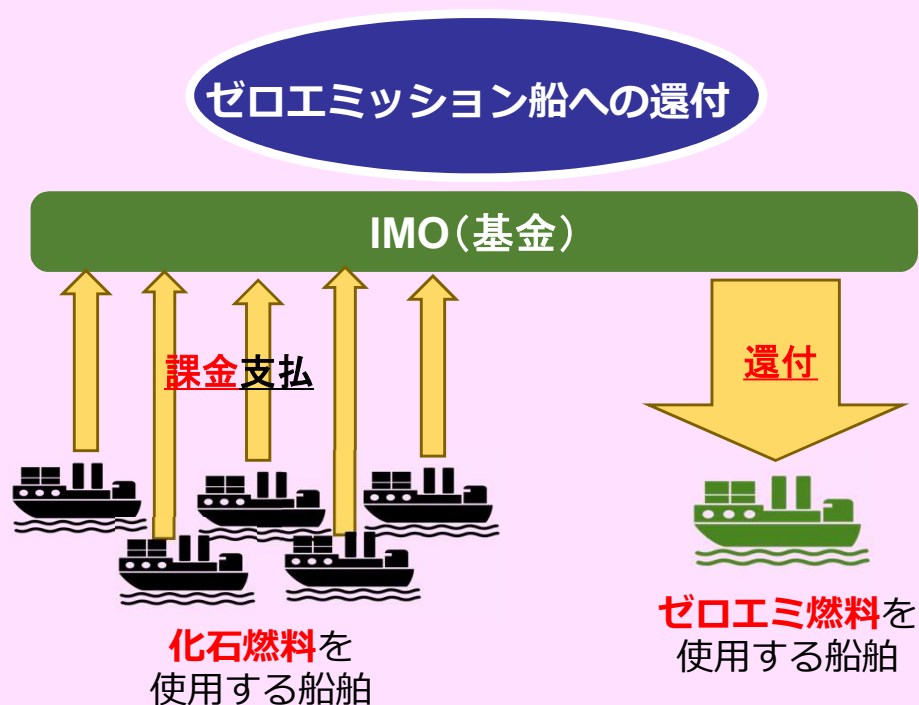 ゼロエミッション船への還付
IMO（基金）
課金支払
還付
化石燃料を
使用する船舶
ゼロエミ燃料を
使用する船舶